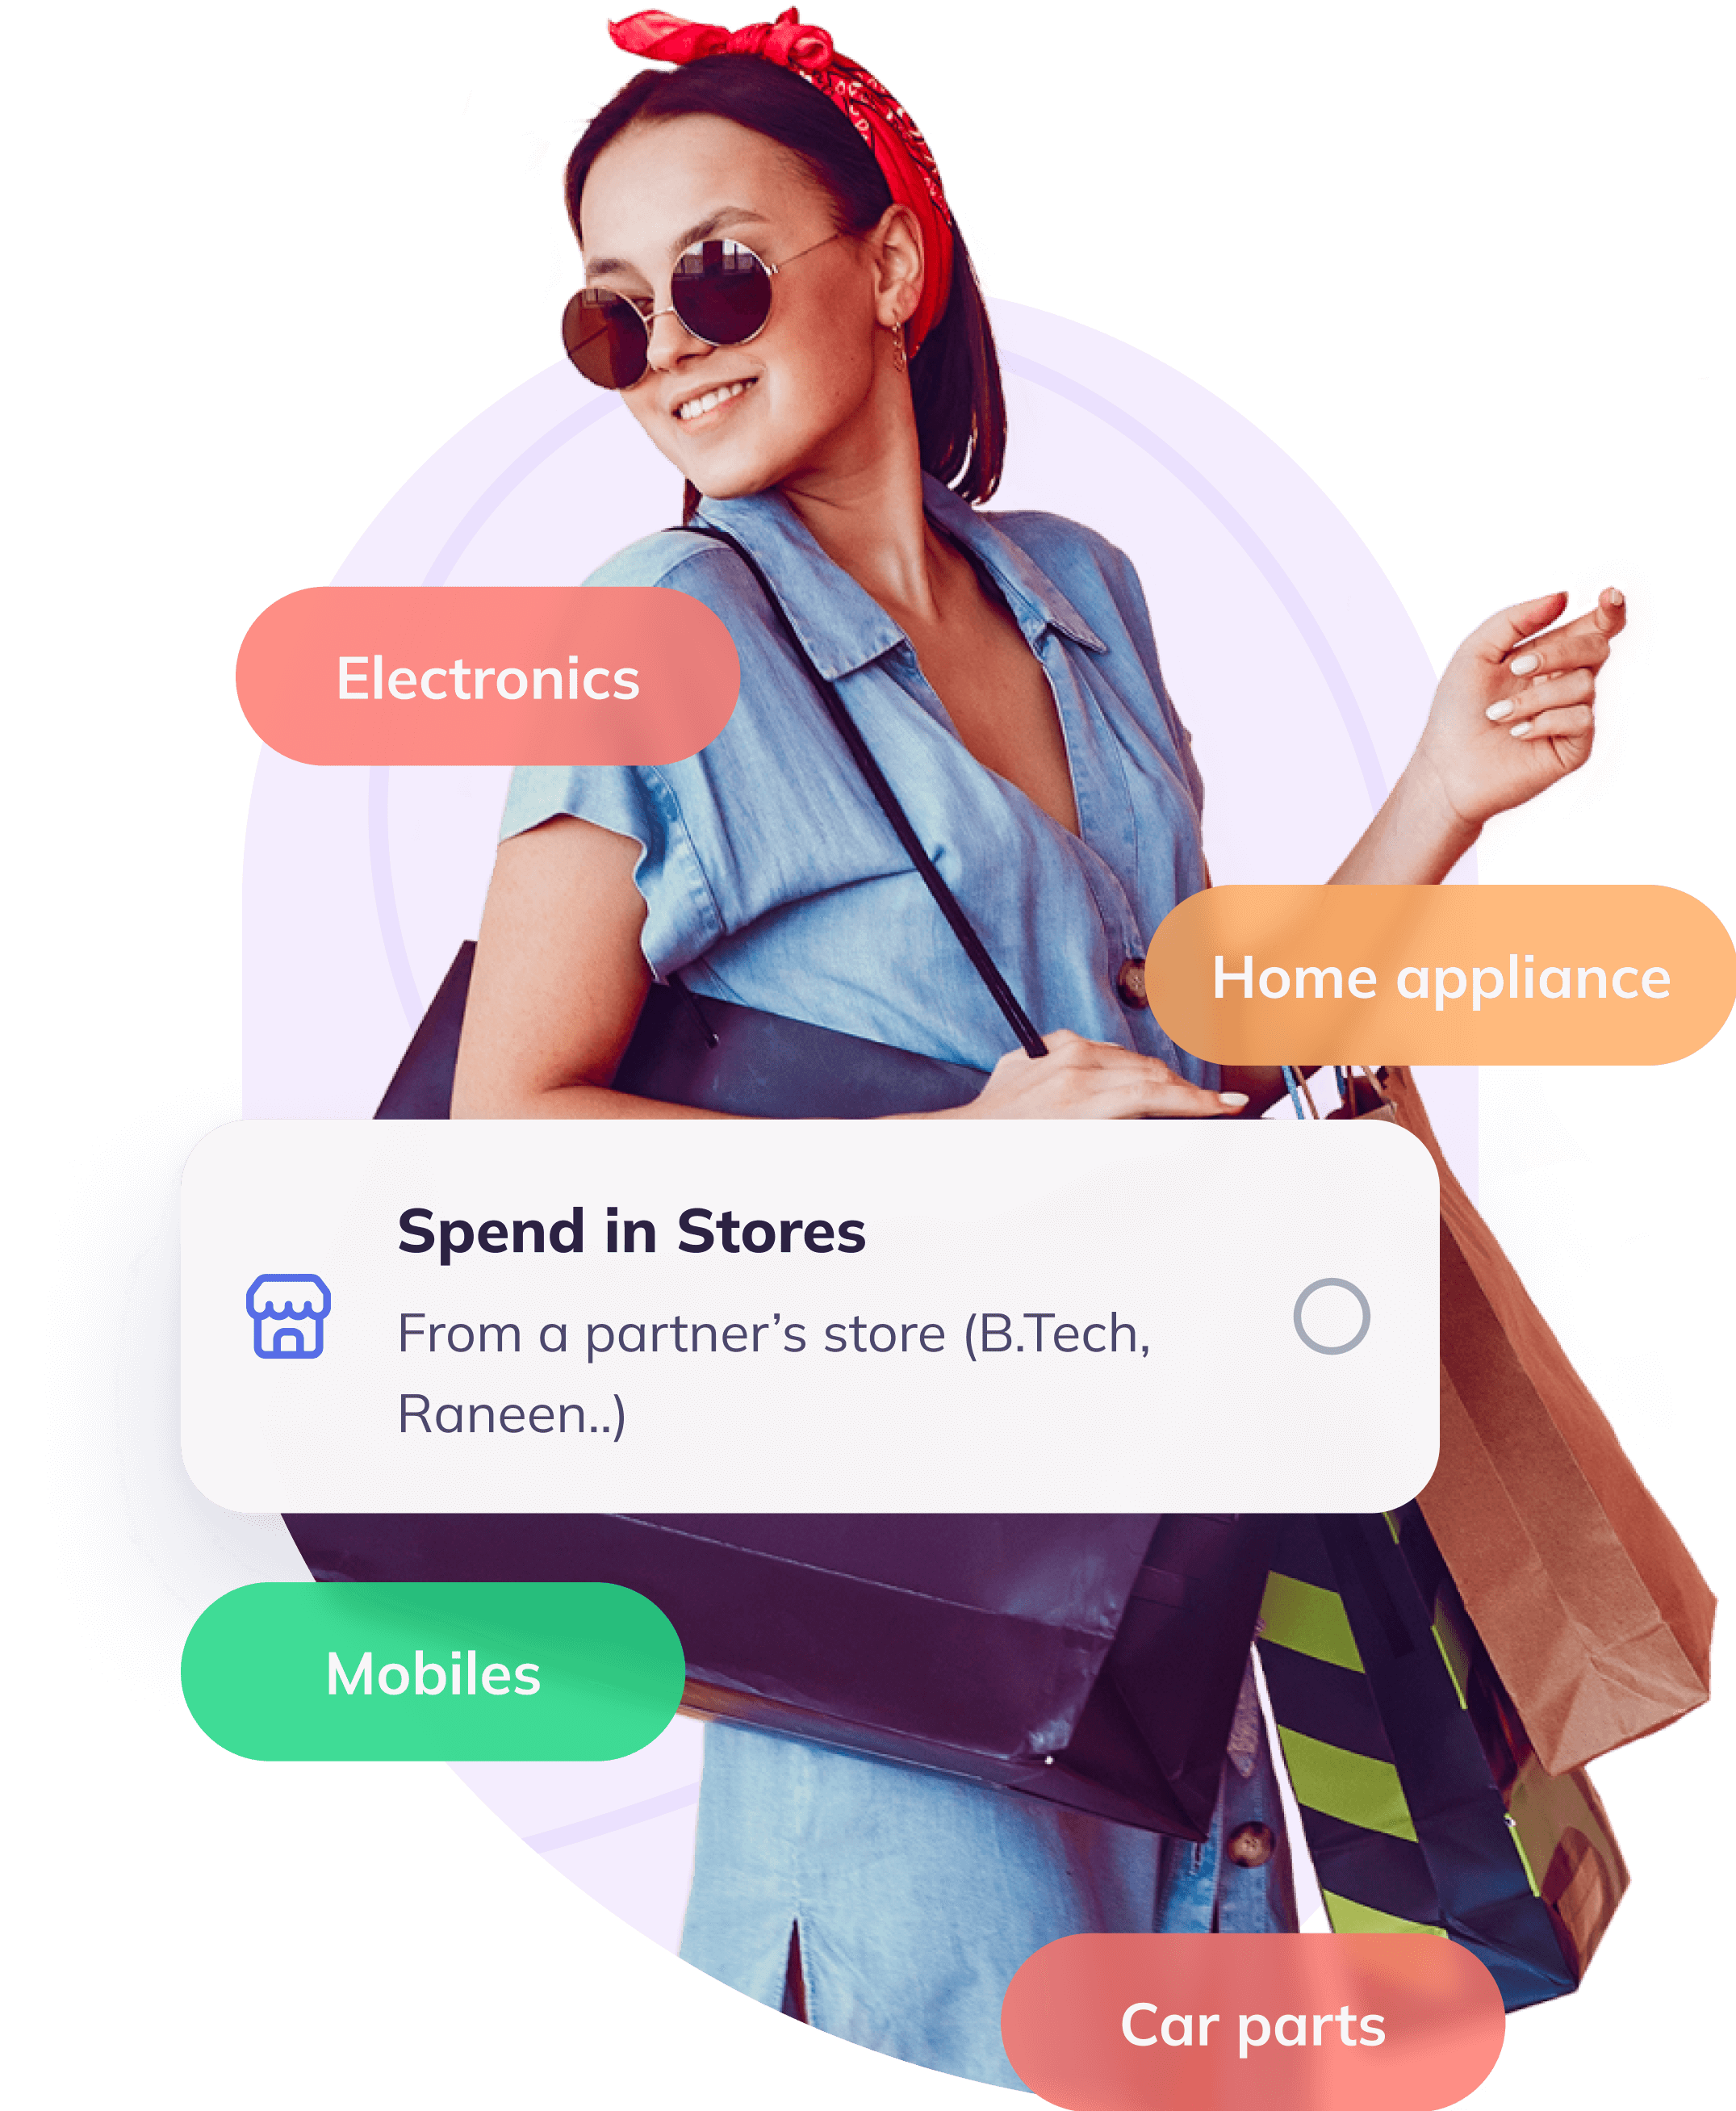 Electronics
Home appliance
Spend in Stores
From a partner’s store (B.Tech,
Raneen..)
Mobiles
Car parts